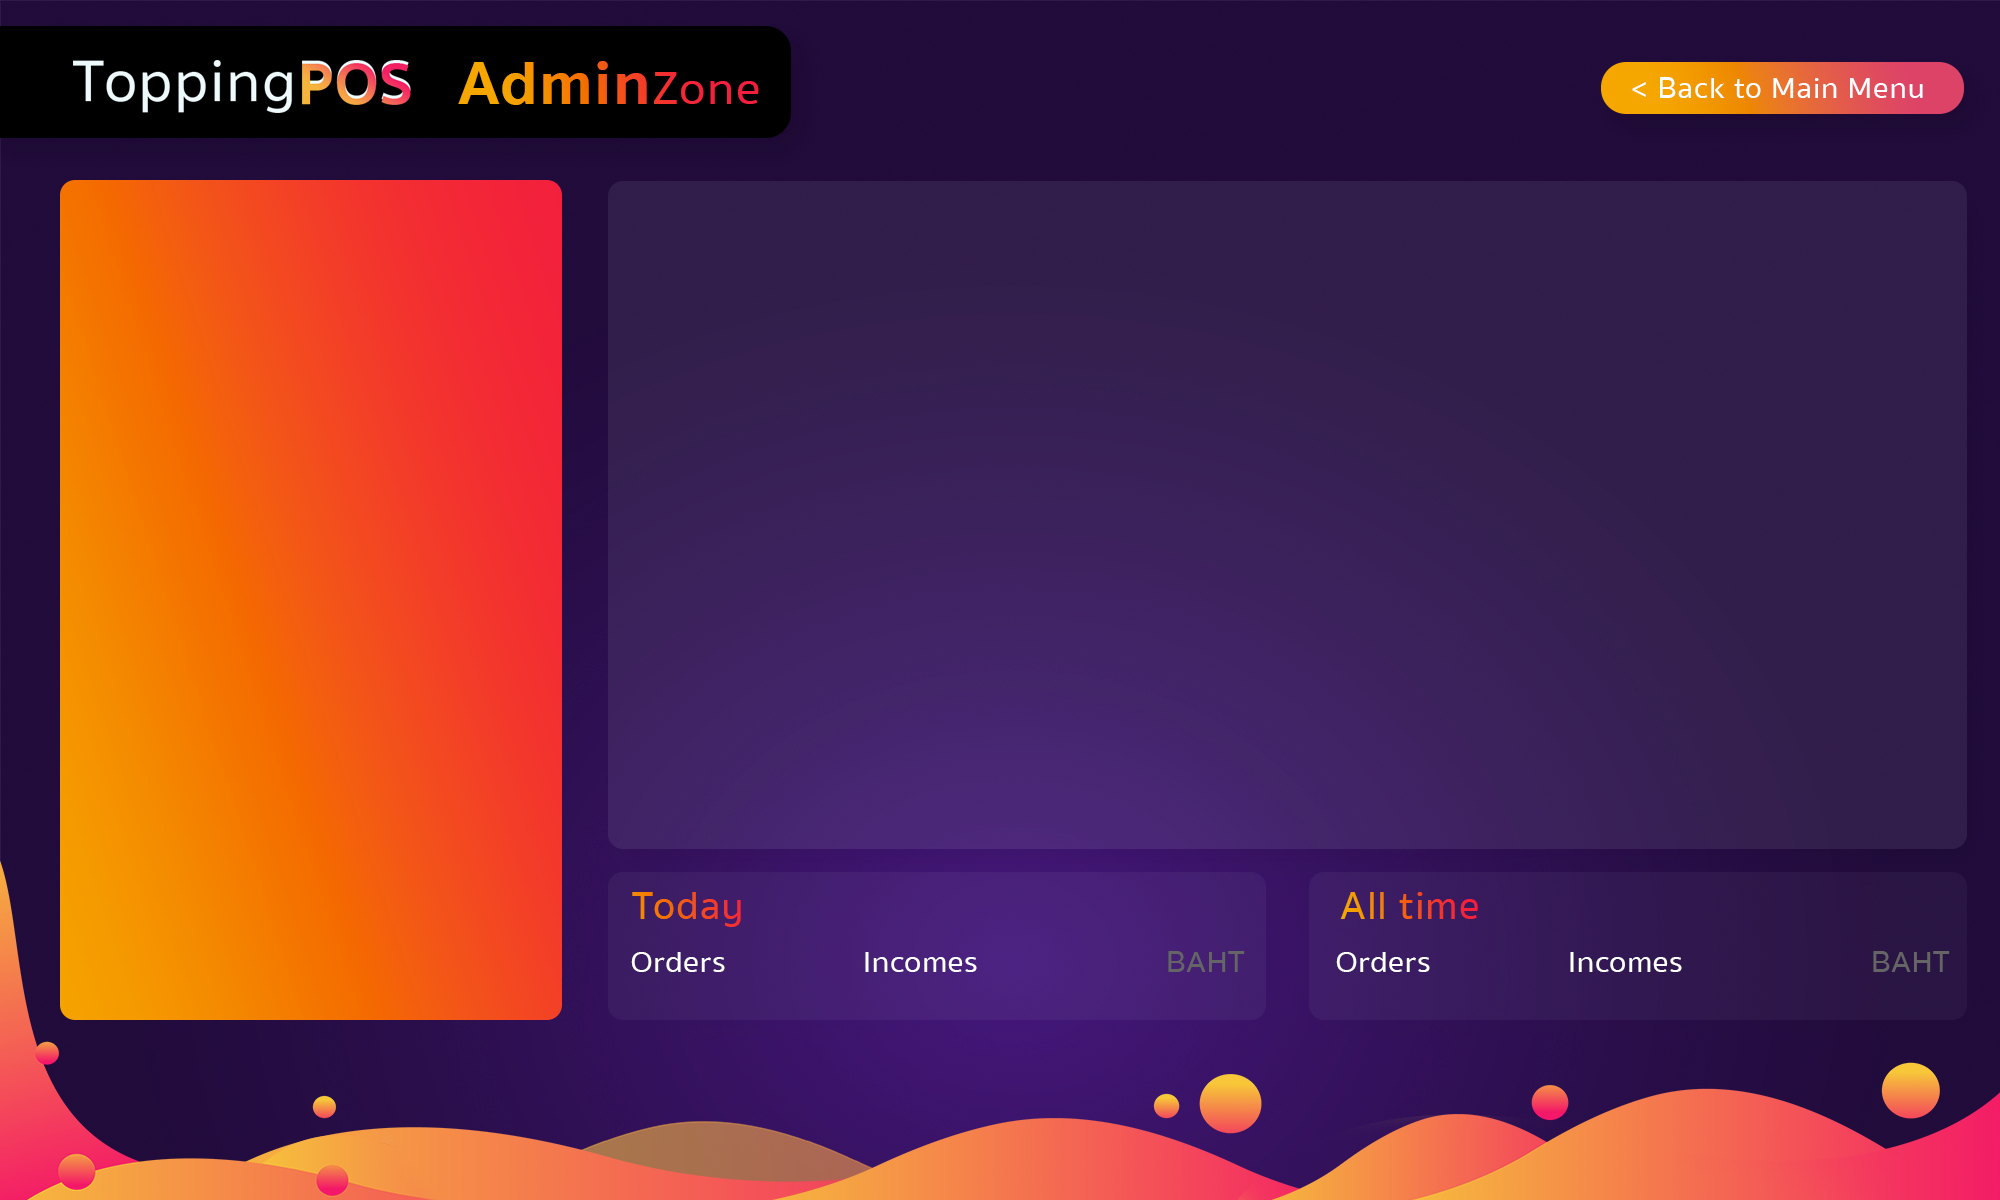 ToppingPOS AdminZone
< Back to Main Menu
Today
Orders Incomes BAHT
All time
Orders Incomes BAHT